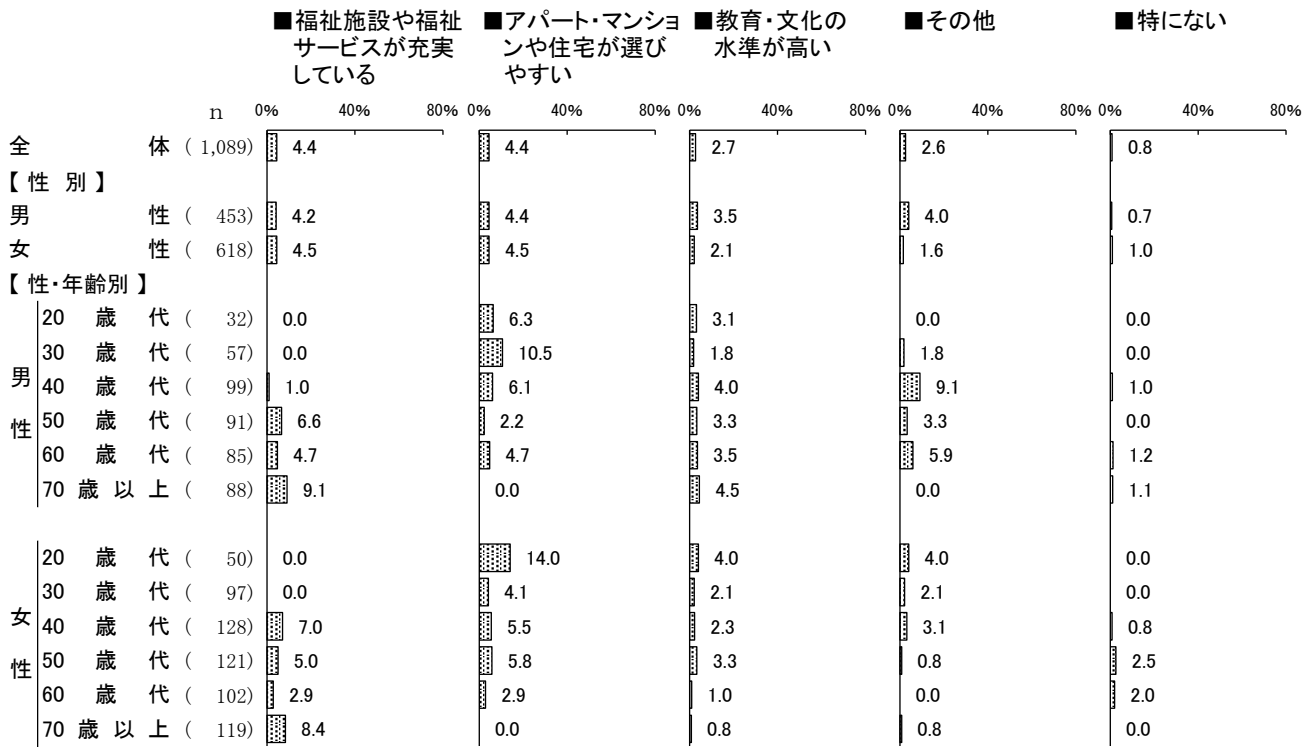 ■福祉施設や福祉サービスが充実している
■アパート・マンションや住宅が選びやすい
■教育・文化の水準が高い
■その他
■特にない
n 0% 40% 80% 0% 40% 80% 0% 40% 80% 0% 40% 80% 0% 40% 80%
全体 ( 1,089) 4.4 4.4 2.7 2.6 0.8
【性別】
男性 ( 453) 4.2 4.4 3.5 4.0 0.7
女性 ( 618) 4.5 4.5 2.1 1.6 1.0
【性・年齢別】
男性
20歳代 ( 32) 0.0 6.3 3.1 0.0 0.0
30歳代 ( 57) 0.0 10.5 1.8 1.8 0.0
40歳代 ( 99) 1.0 6.1 4.0 9.1 1.0
50歳代 ( 91) 6.6 2.2 3.3 3.3 0.0
60歳代 ( 85) 4.7 4.7 3.5 5.9 1.2
70歳以上 ( 88) 9.1 0.0 4.5 0.0 1.1
女性
20歳代 ( 50) 0.0 14.0 4.0 4.0 0.0
30歳代 ( 97) 0.0 4.1 2.1 2.1 0.0
40歳代 ( 128) 7.0 5.5 2.3 3.1 0.8
50歳代 ( 121) 5.0 5.8 3.3 0.8 2.5
60歳代 ( 102) 2.9 2.9 1.0 0.0 2.0
70歳以上 ( 119) 8.4 0.0 0.8 0.8 0.0